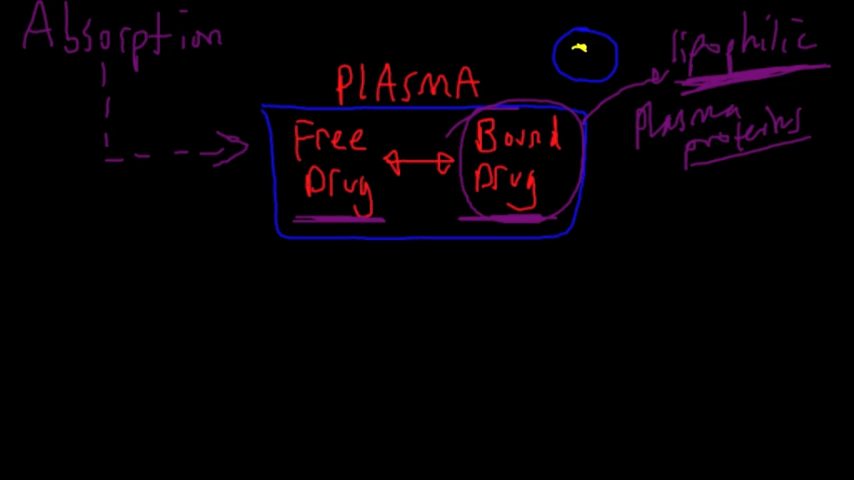 Absorption
PlAsmA
Free Drug
Bound Drug
lipophilic
plasma
proteins